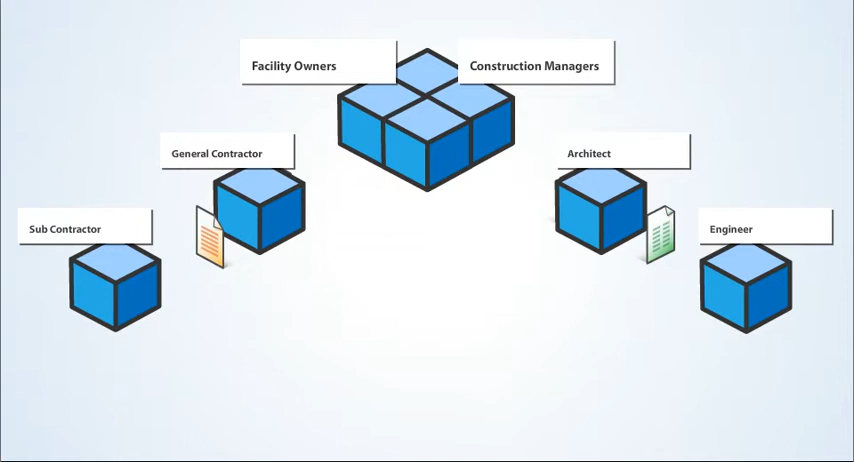 Facility Owners
Construction Managers
General Contractor
Architect
Sub Contractor
Engineer